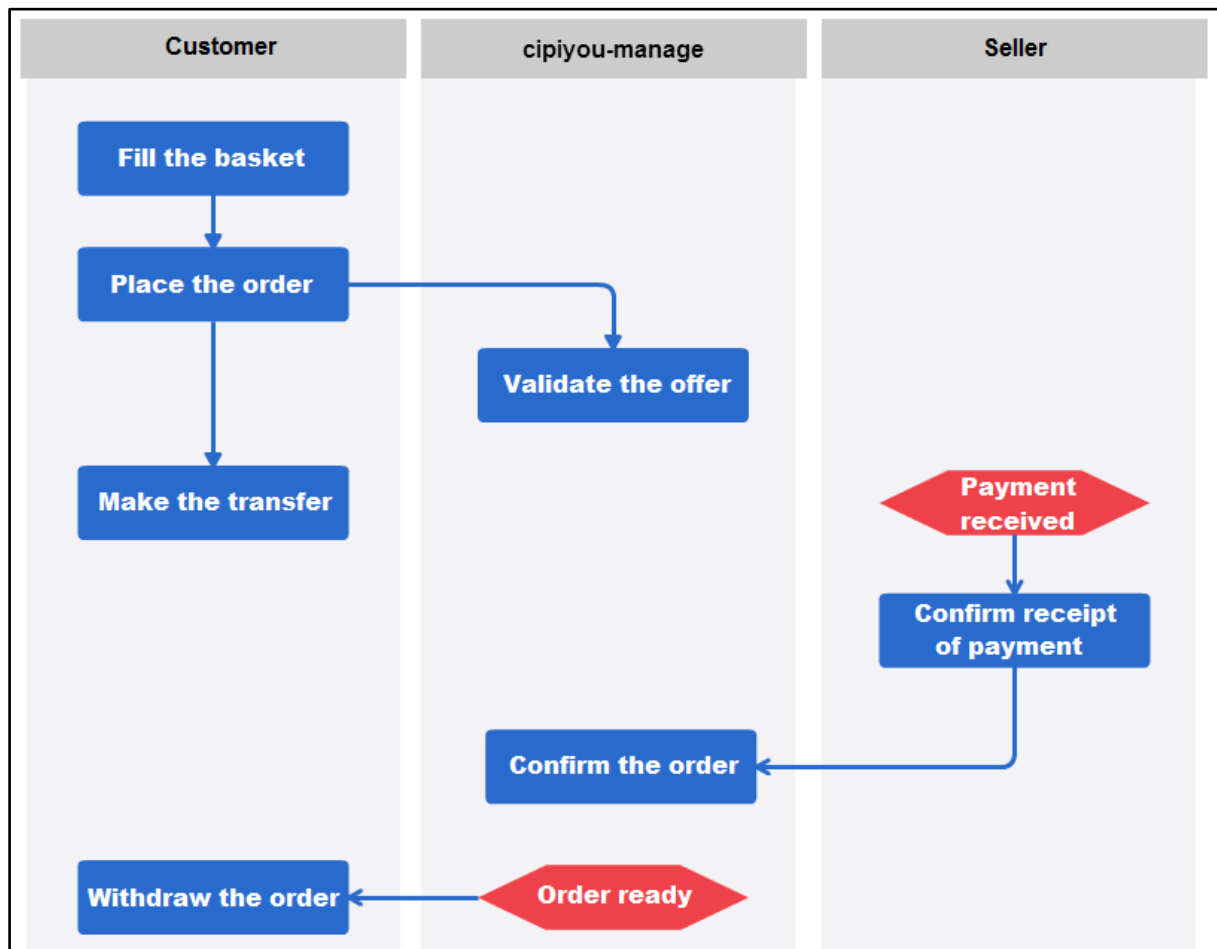 Customer
cipiyou-manage
Seller
Fill the basket
Place the order
Validate the offer
Make the transfer
Payment
received
Confirm receipt
of payment
Confirm the order
Withdraw the order
Order ready